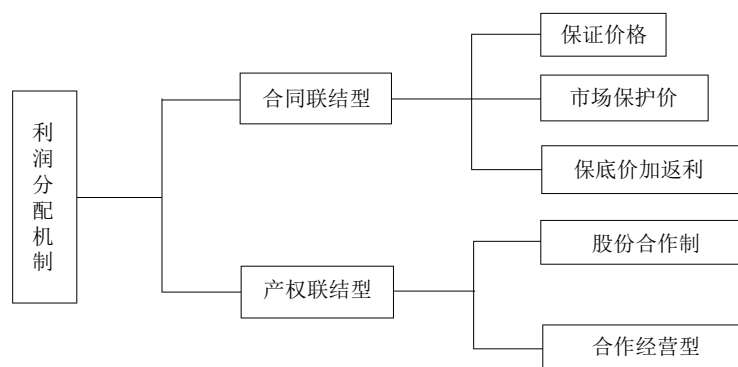 利润分配机制
合同联结型
保证价格
市场保护价
保底价加返利
产权联结型
股份合作制
合作经营型